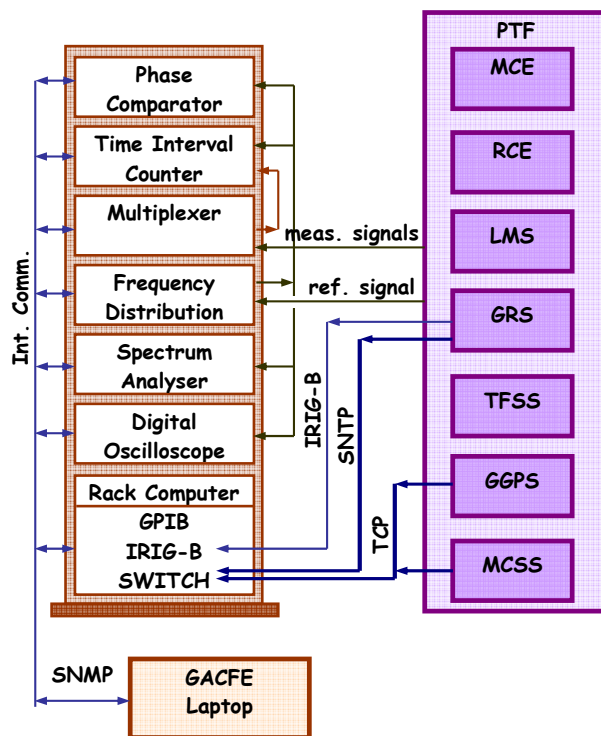 PTF
MCE
RCE
LMS
GRS
TFSS
GGPS
MCSS
Phase
Comparator
Time Interval
Counter
Multiplexer
Frequency
Distribution
Spectrum
Analyser
Digital
Oscilloscope
Rack Computer
GPIB
IRIG-B
SWITCH
meas. signals
ref. signal
Int. Comm.
IRIG-B
SNTP
TCP
SNMP
GACFE
Laptop